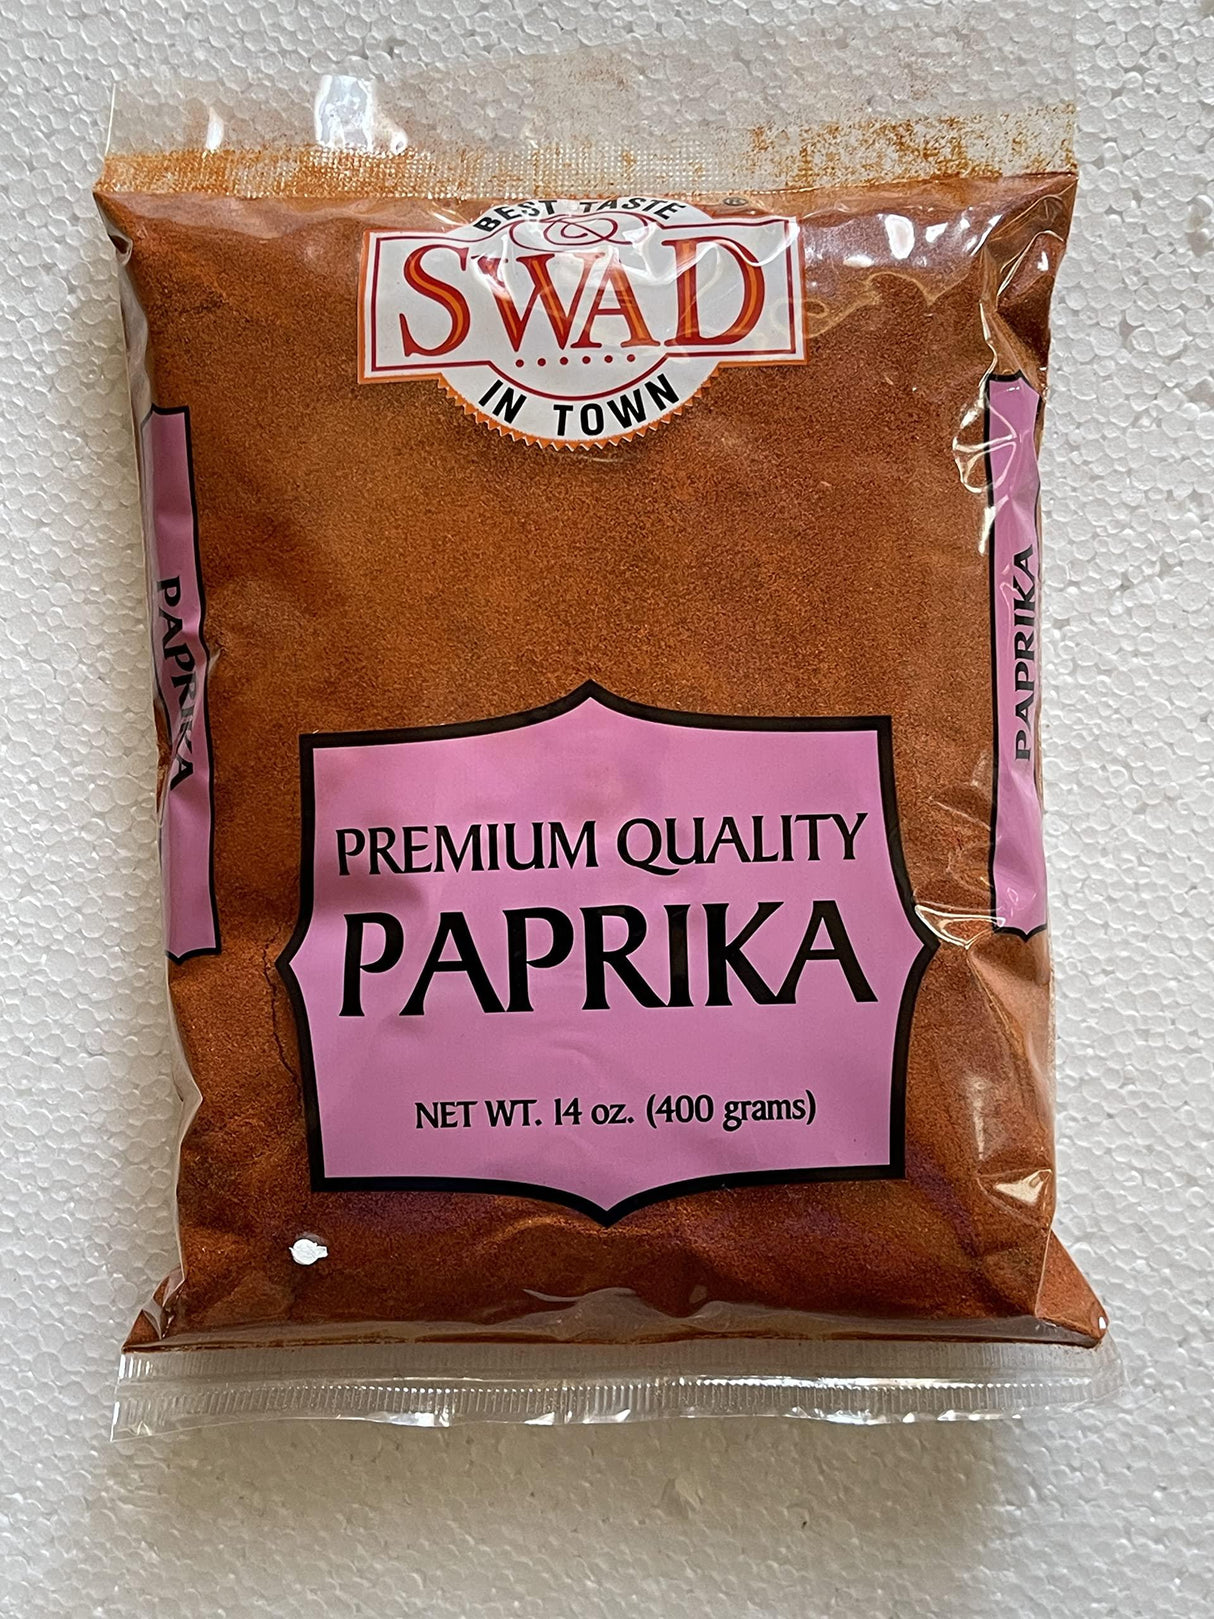 BEST TASTE
®
SWAD
IN TOWN
PAPRIKA
PAPRIKA
PREMIUM QUALITY
PAPRIKA
NET WT. 14 oz. (400 grams)